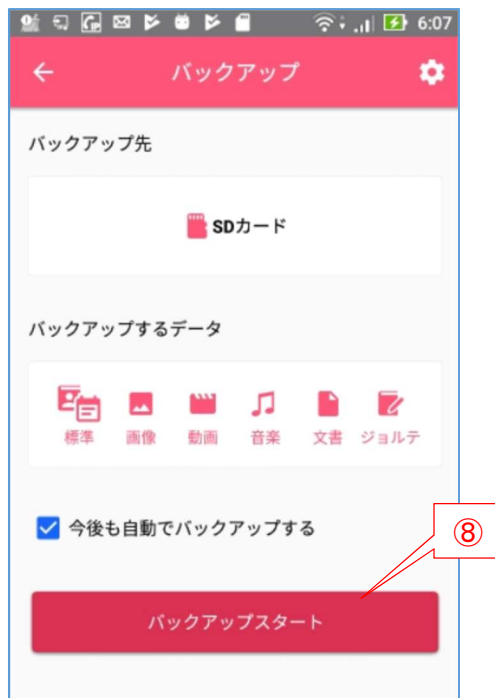 6:07
バックアップ
バックアップ先
SDカード
バックアップするデータ
標準 画像 動画 音楽 文書 ジョルテ
今後も自動でバックアップする
⑧
バックアップスタート